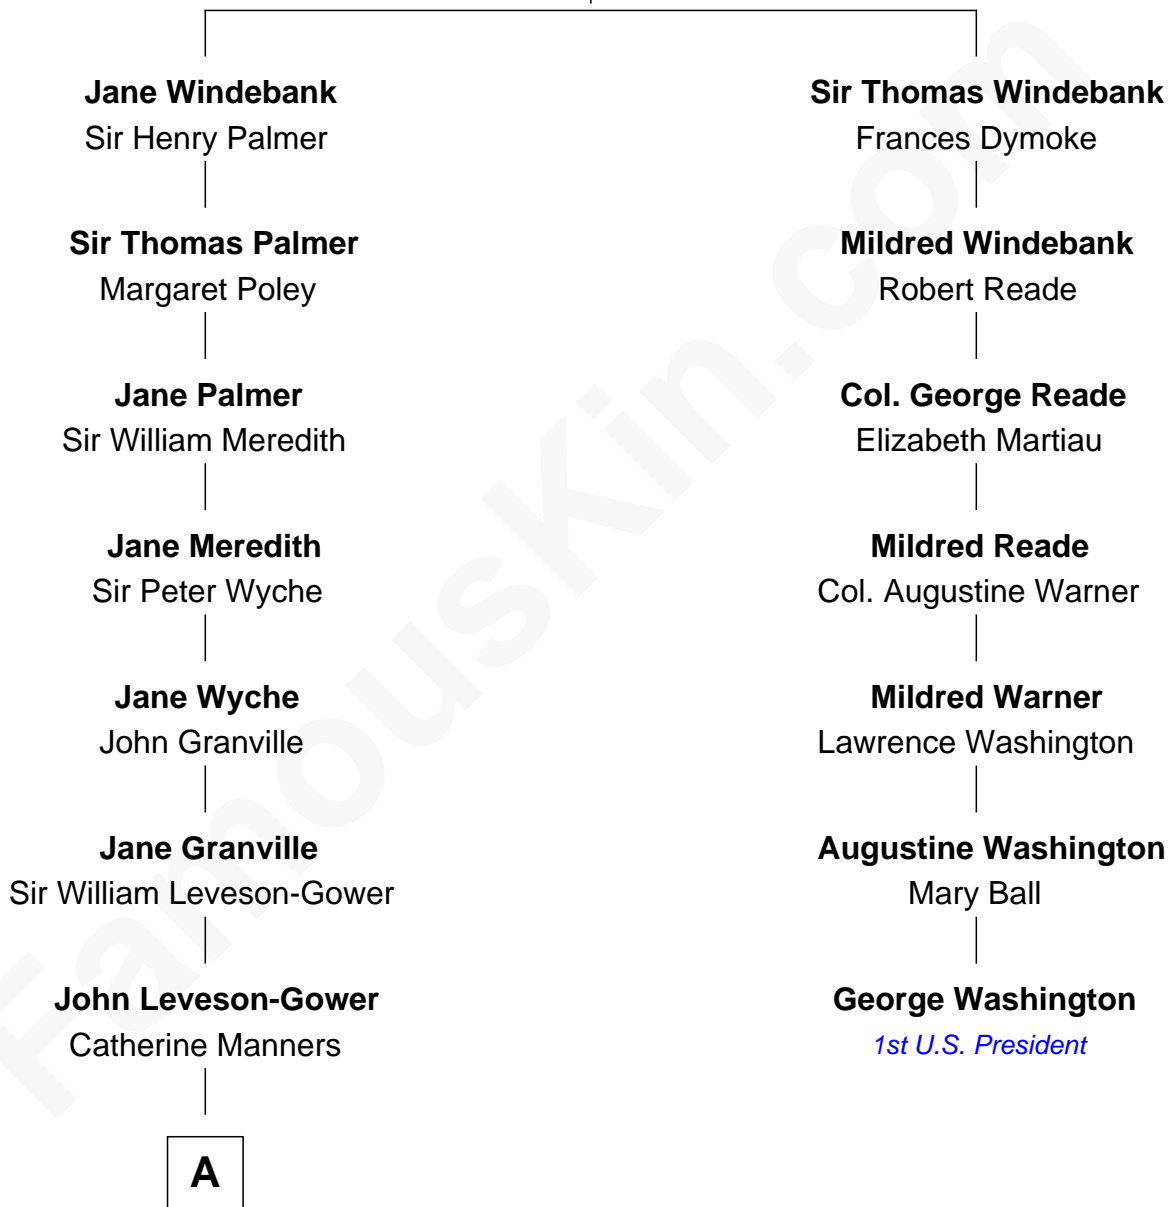 Jane Windebank
Sir Henry Palmer
Sir Thomas Palmer
Margaret Poley
Jane Palmer
Sir William Meredith
Jane Meredith
Sir Peter Wyche
Jane Wyche
John Granville
Jane Granville
Sir William Leveson-Gower
John Leveson-Gower
Catherine Manners
A
Sir Thomas Windebank
Frances Dymoke
Mildred Windebank
Robert Reade
Col. George Reade
Elizabeth Martiau
Mildred Reade
Col. Augustine Warner
Mildred Warner
Lawrence Washington
Augustine Washington
Mary Ball
George Washington
1st U.S. President
FamousKin.com